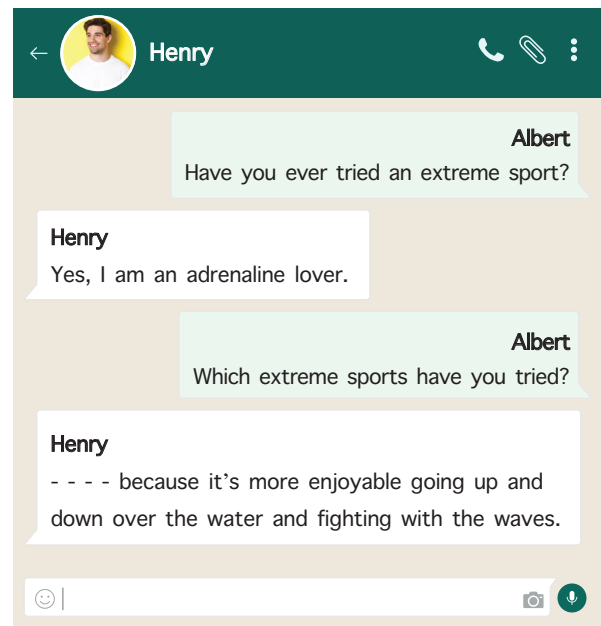 Henry
Albert
Have you ever tried an extreme sport?
Henry
Yes, I am an adrenaline lover.
Albert
Which extreme sports have you tried?
Henry
- - - - because it’s more enjoyable going up and
down over the water and fighting with the waves.